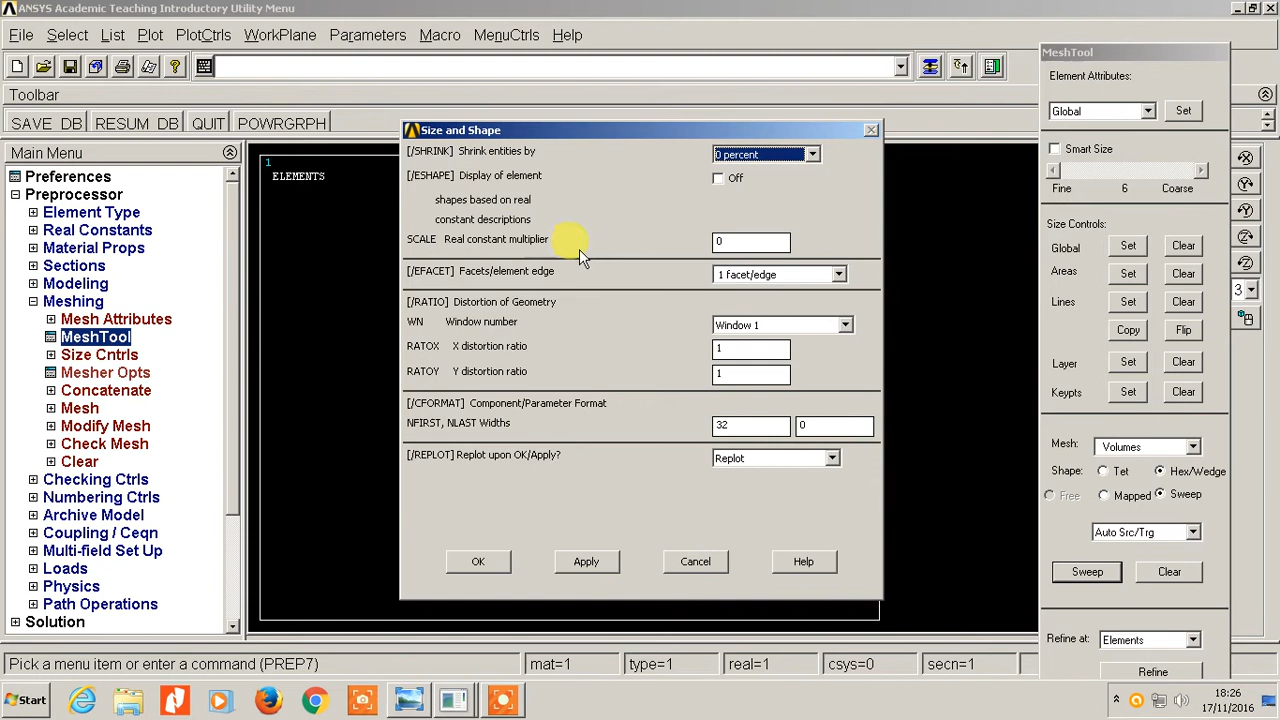 ANSYS Academic Teaching Introductory Utility Menu
File Select List Plot PlotCtrls WorkPlane Parameters Macro MenuCtrls Help
Toolbar
SAVE_DB RESUM_DB QUIT POWRGRPH
Main Menu
Preferences
Preprocessor
Element Type
Real Constants
Material Props
Sections
Modeling
Meshing
Mesh Attributes
MeshTool
Size Cntrls
Mesher Opts
Concatenate
Mesh
Modify Mesh
Check Mesh
Clear
Checking Ctrls
Numbering Ctrls
Archive Model
Coupling / Ceqn
Multi-field Set Up
Loads
Physics
Path Operations
Solution
1
ELEMENTS
Size and Shape
[/SHRINK] Shrink entities by 0 percent
[/ESHAPE] Display of element Off
shapes based on real
constant descriptions
SCALE Real constant multiplier 0
[/EFACET] Facets/element edge 1 facet/edge
[/RATIO] Distortion of Geometry
WN Window number Window 1
RATOX X distortion ratio 1
RATOY Y distortion ratio 1
[/CFORMAT] Component/Parameter Format
NFIRST, NLAST Widths 32 0
[/REPLOT] Replot upon OK/Apply? Replot
OK Apply Cancel Help
MeshTool
Element Attributes:
Global Set
Smart Size
Fine 6 Coarse
Size Controls:
Global Set Clear
Areas Set Clear
Lines Set Clear
Copy Flip
Layer Set Clear
Keypts Set Clear
Mesh: Volumes
Shape: Tet Hex/Wedge
Free Mapped Sweep
Auto Src/Trg
Sweep Clear
Refine at: Elements
Refine
3
Pick a menu item or enter a command (PREP7) mat=1 type=1 real=1 csys=0 secn=1
Start
18:26
17/11/2016